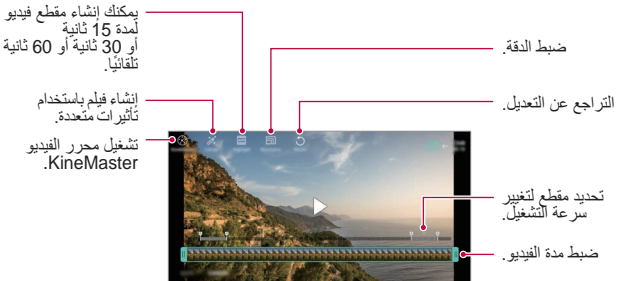 يمكنك إنشاء مقطع فيديو
لمدة 15 ثانية
أو 30 ثانية أو 60 ثانية
تلقائيًا.
ضبط الدقة.
إنشاء فيلم باستخدام
تأثيرات متعددة.
التراجع عن التعديل.
تشغيل محرر الفيديو
KineMaster.
تحديد مقطع لتغيير
سرعة التشغيل.
ضبط مدة الفيديو.